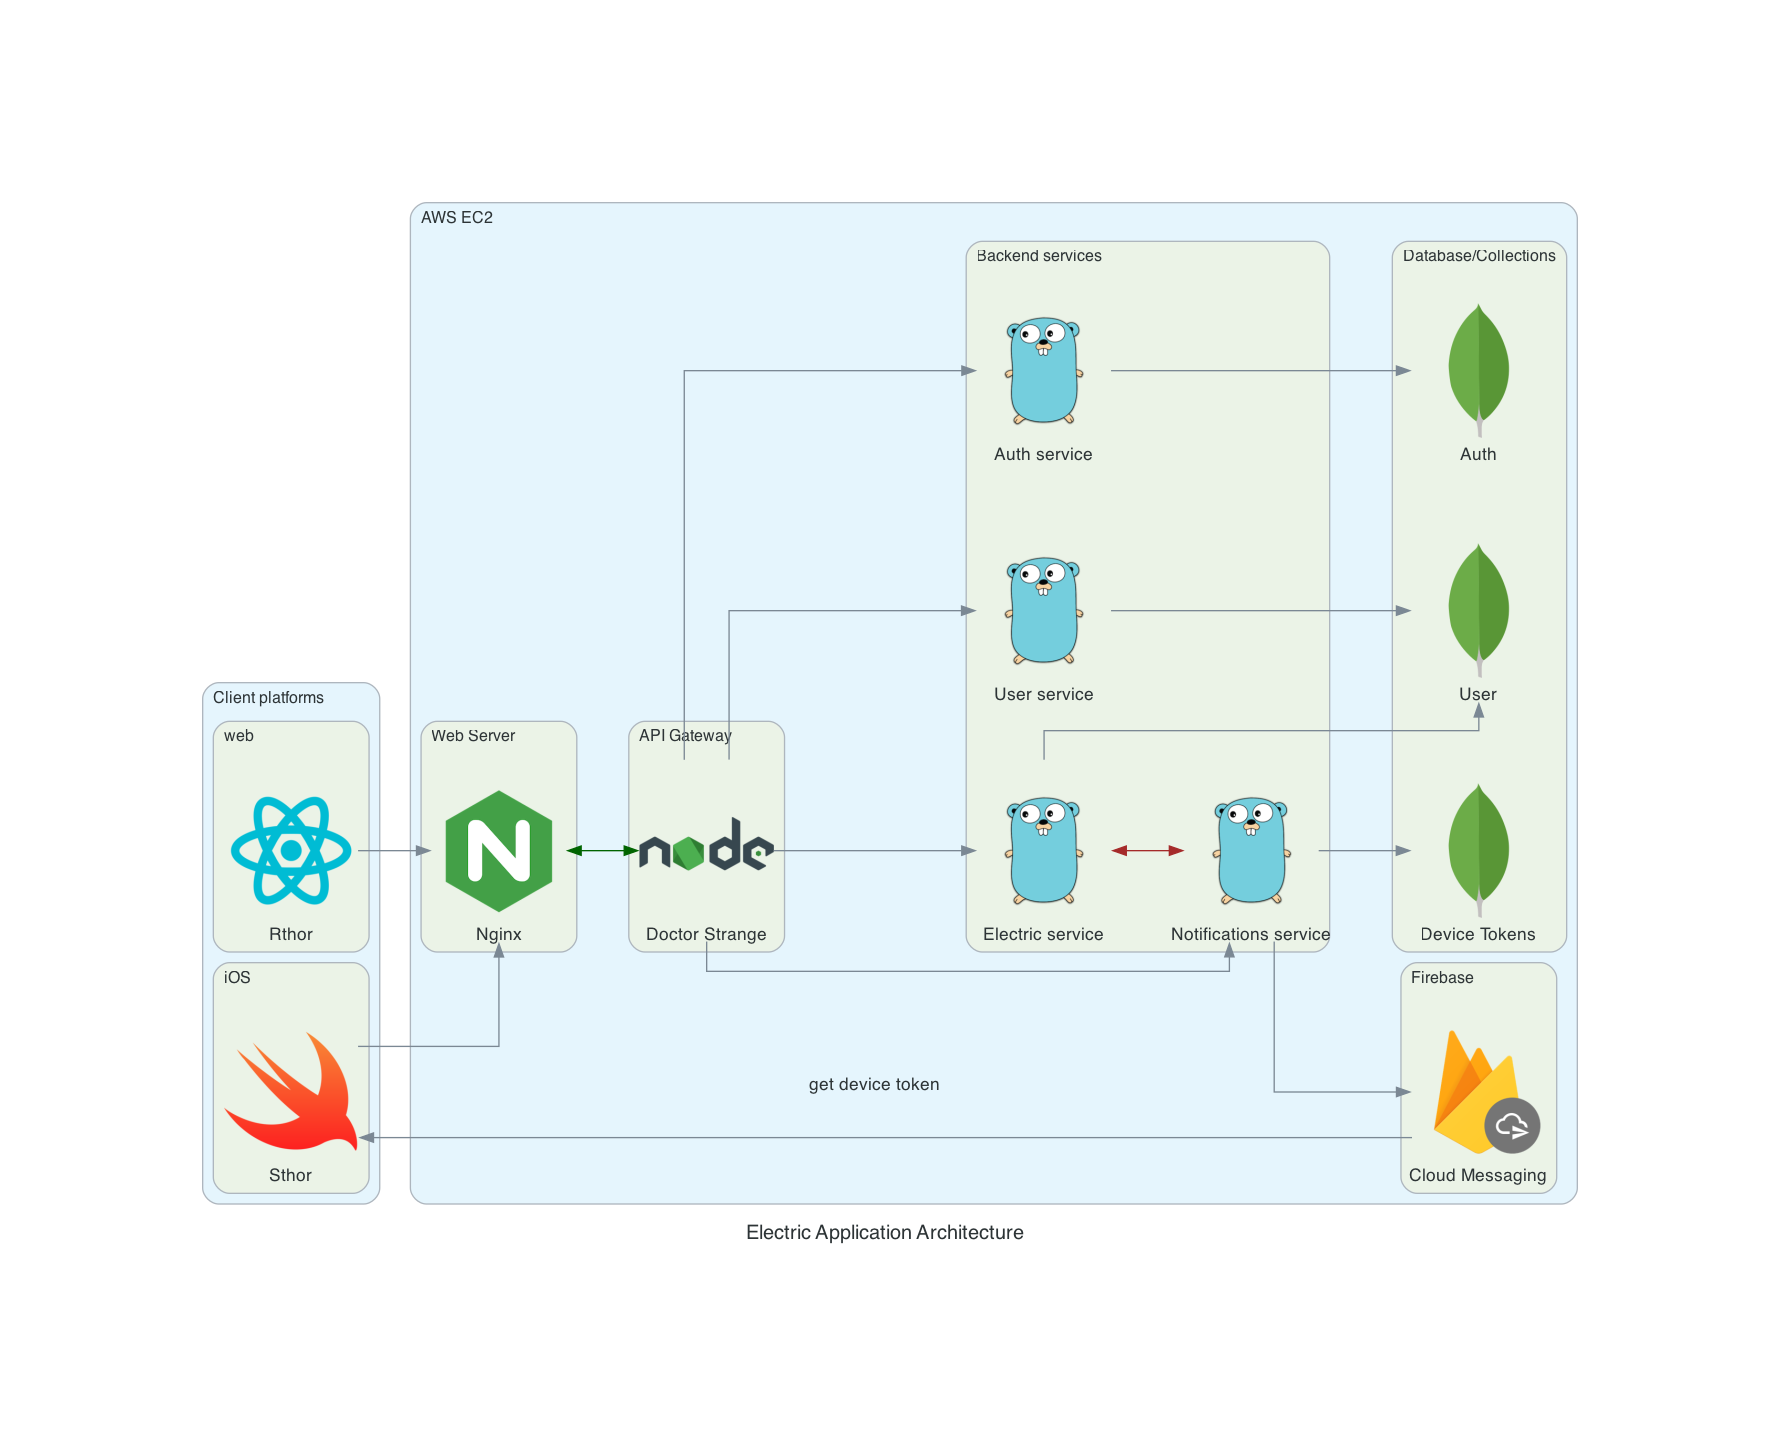 AWS EC2
Backend services
Database/Collections
Auth service
Auth
User service
User
Client platforms
web
Web Server
API Gateway
N
node
Rthor
Nginx
Doctor Strange
Electric service
Notifications service
Device Tokens
iOS
Firebase
get device token
Sthor
Cloud Messaging
Electric Application Architecture